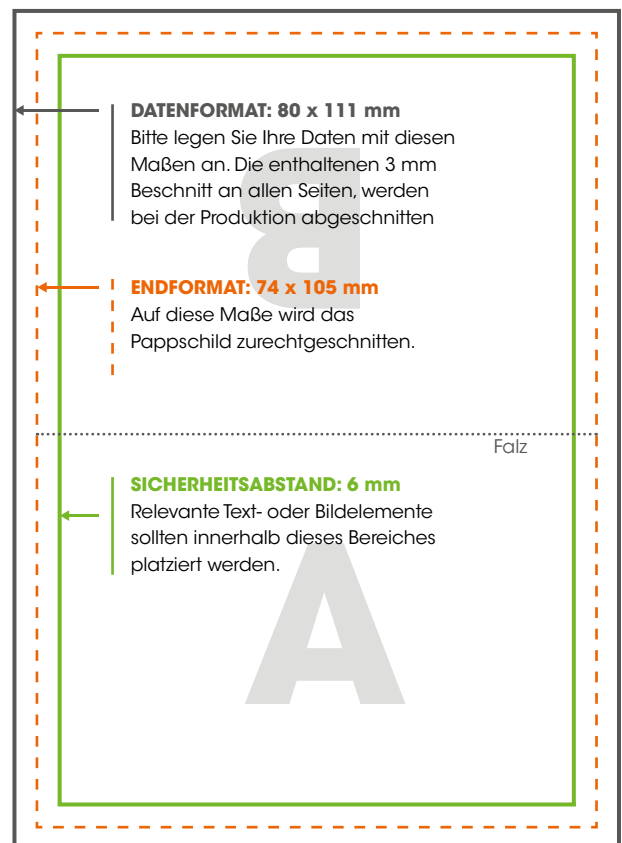 DATENFORMAT: 80 x 111 mm
Bitte legen Sie Ihre Daten mit diesen
Maßen an. Die enthaltenen 3 mm
Beschnitt an allen Seiten, werden
bei der Produktion abgeschnitten
B
ENDFORMAT: 74 x 105 mm
Auf diese Maße wird das
Pappschild zurechtgeschnitten.
Falz
SICHERHEITSABSTAND: 6 mm
Relevante Text- oder Bildelemente
sollten innerhalb dieses Bereiches
platziert werden.
A